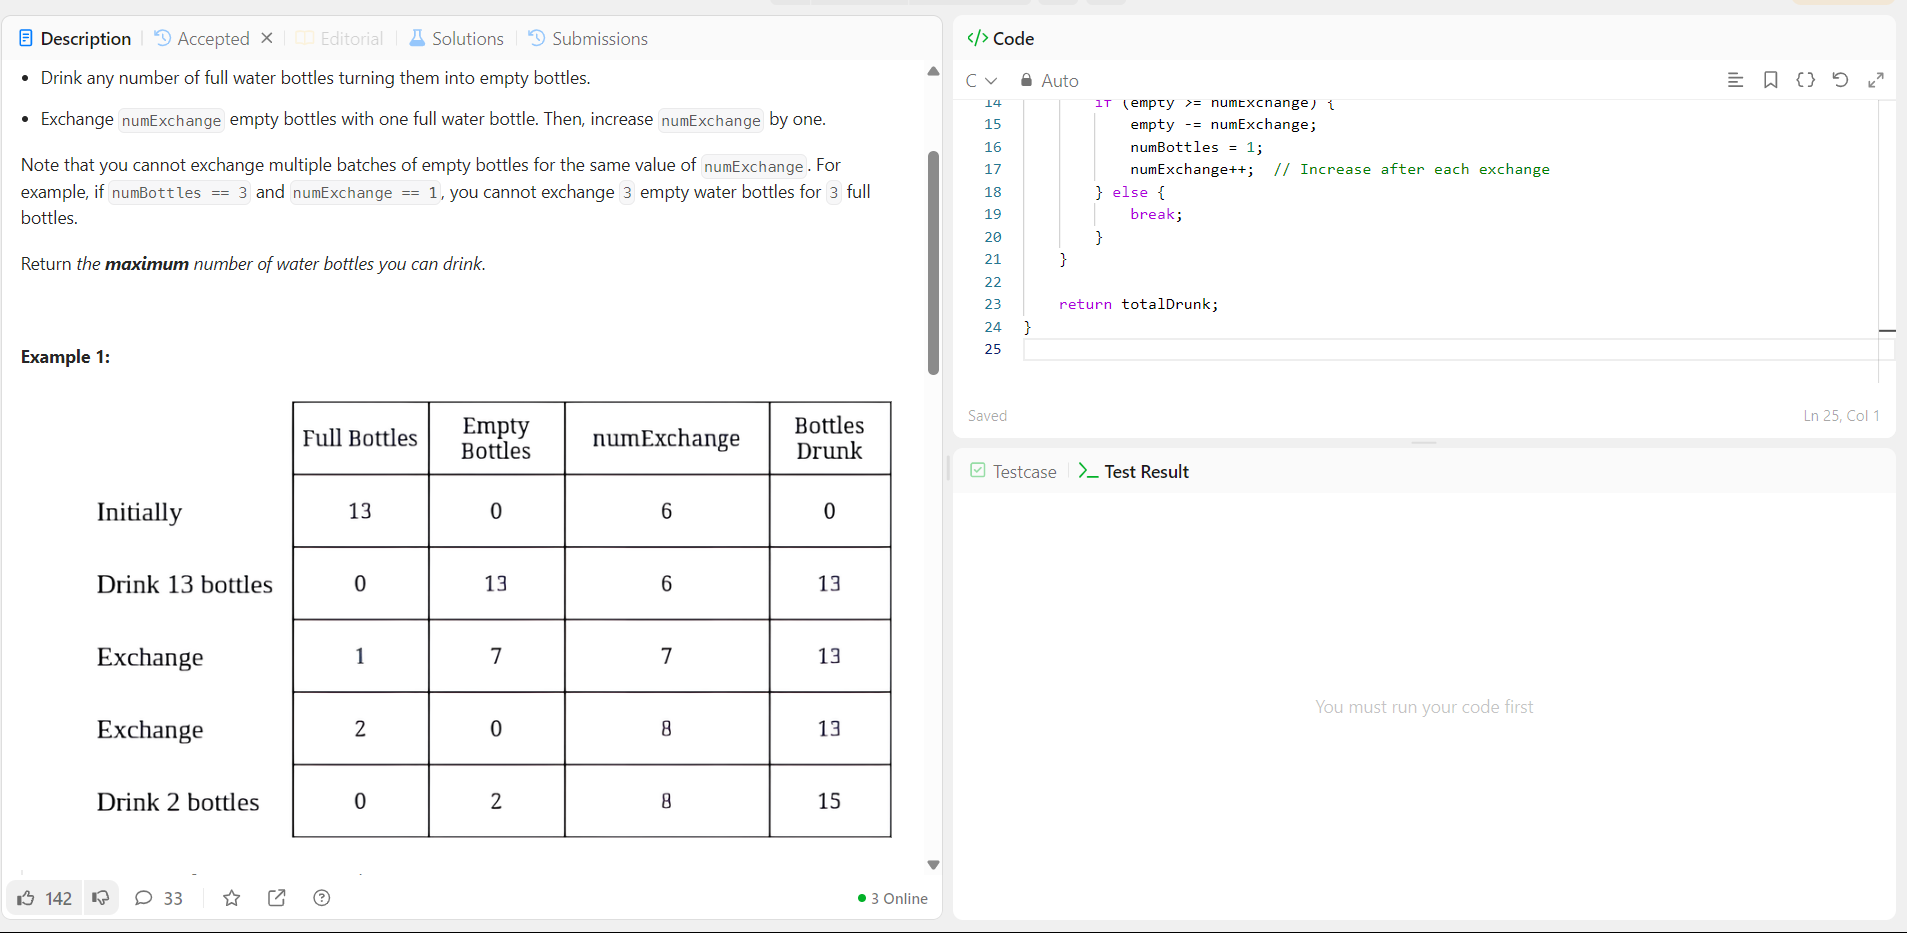 Description
Accepted
Editorial
Solutions
Submissions
• Drink any number of full water bottles turning them into empty bottles.
• Exchange numExchange empty bottles with one full water bottle. Then, increase numExchange by one.
Note that you cannot exchange multiple batches of empty bottles for the same value of numExchange. For
example, if numBottles == 3 and numExchange == 1, you cannot exchange 3 empty water bottles for 3 full
bottles.
Return the maximum number of water bottles you can drink.
Example 1:
Full Bottles Empty Bottles numExchange Bottles Drunk
Initially 13 0 6 0
Drink 13 bottles 0 13 6 13
Exchange 1 7 7 13
Exchange 2 0 8 13
Drink 2 bottles 0 2 8 15
142
33
3 Online
</> Code
C
Auto
14 if (empty >= numExchange) {
15 empty -= numExchange;
16 numBottles = 1;
17 numExchange++; // Increase after each exchange
18 } else {
19 break;
20 }
21 }
22
23 return totalDrunk;
24 }
25
Saved
Ln 25, Col 1
Testcase
>_ Test Result
You must run your code first